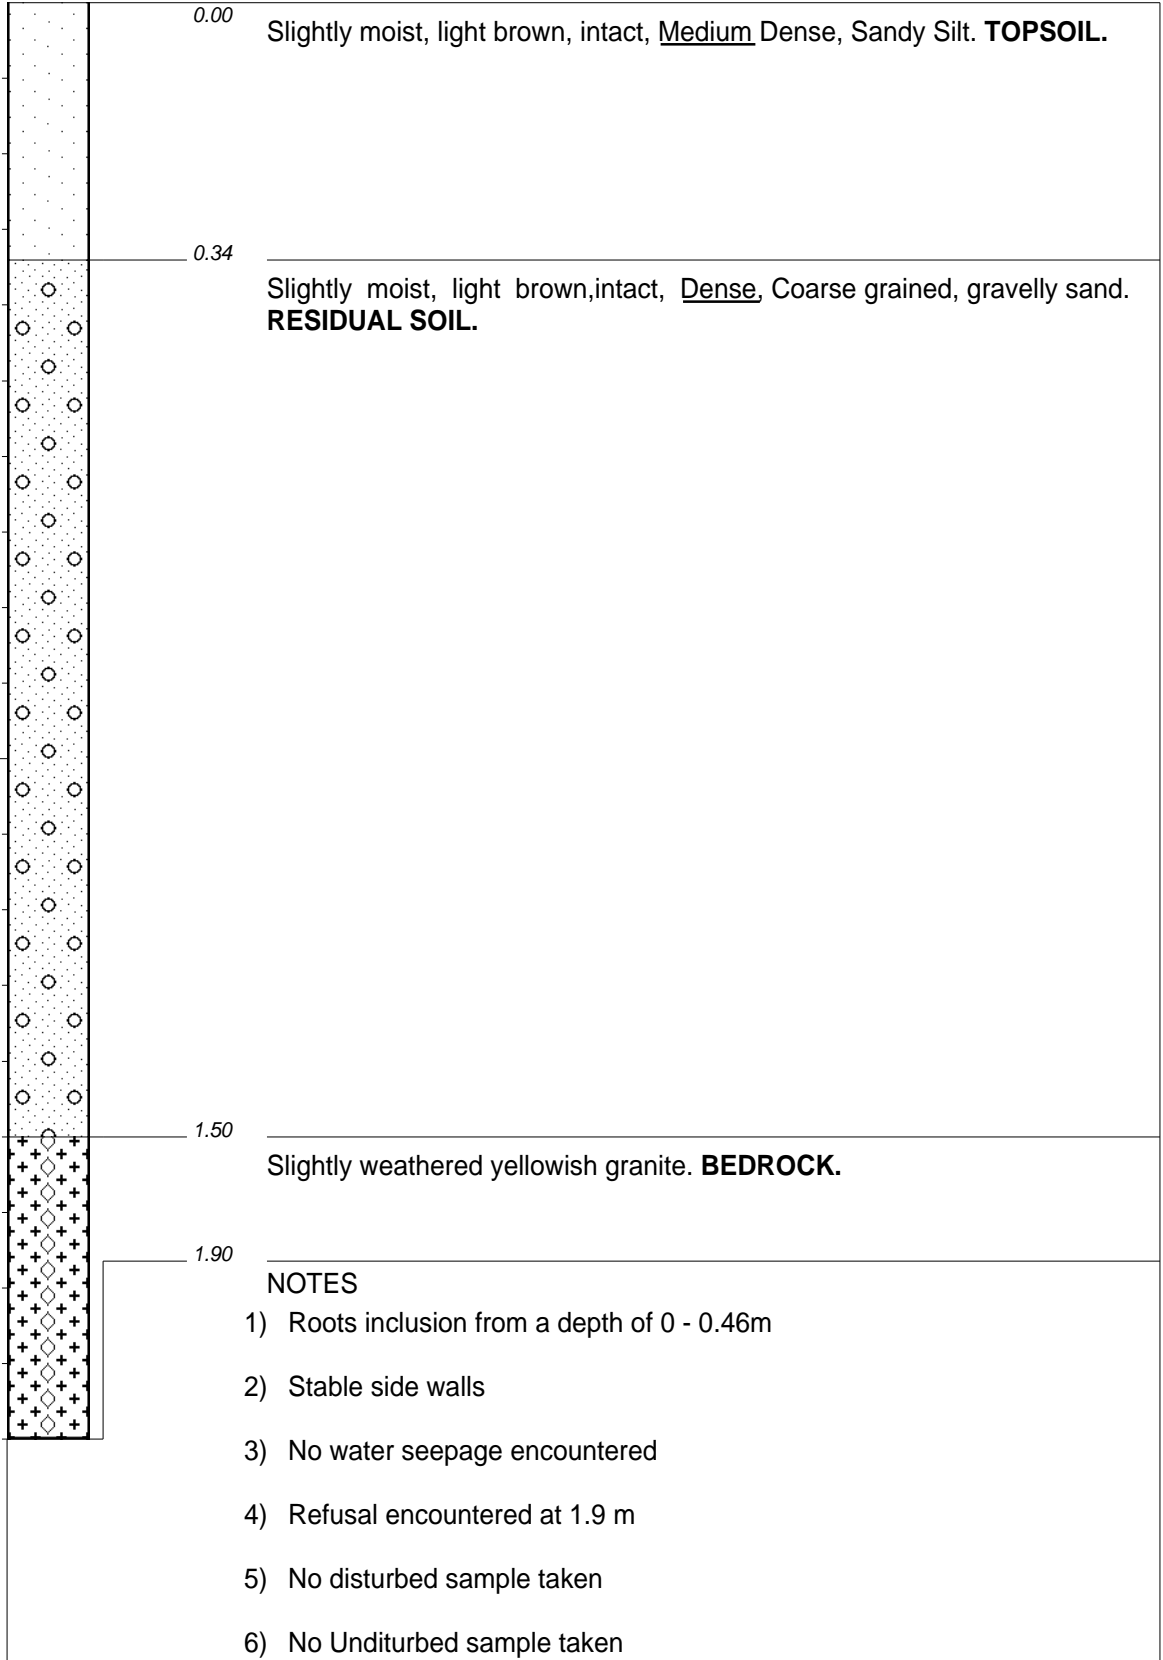 0.00
Slightly moist, light brown, intact, Medium Dense, Sandy Silt. TOPSOIL.
0.34
Slightly moist, light brown,intact, Dense, Coarse grained, gravelly sand.
RESIDUAL SOIL.
1.50
Slightly weathered yellowish granite. BEDROCK.
1.90
NOTES
1) Roots inclusion from a depth of 0 - 0.46m
2) Stable side walls
3) No water seepage encountered
4) Refusal encountered at 1.9 m
5) No disturbed sample taken
6) No Unditurbed sample taken